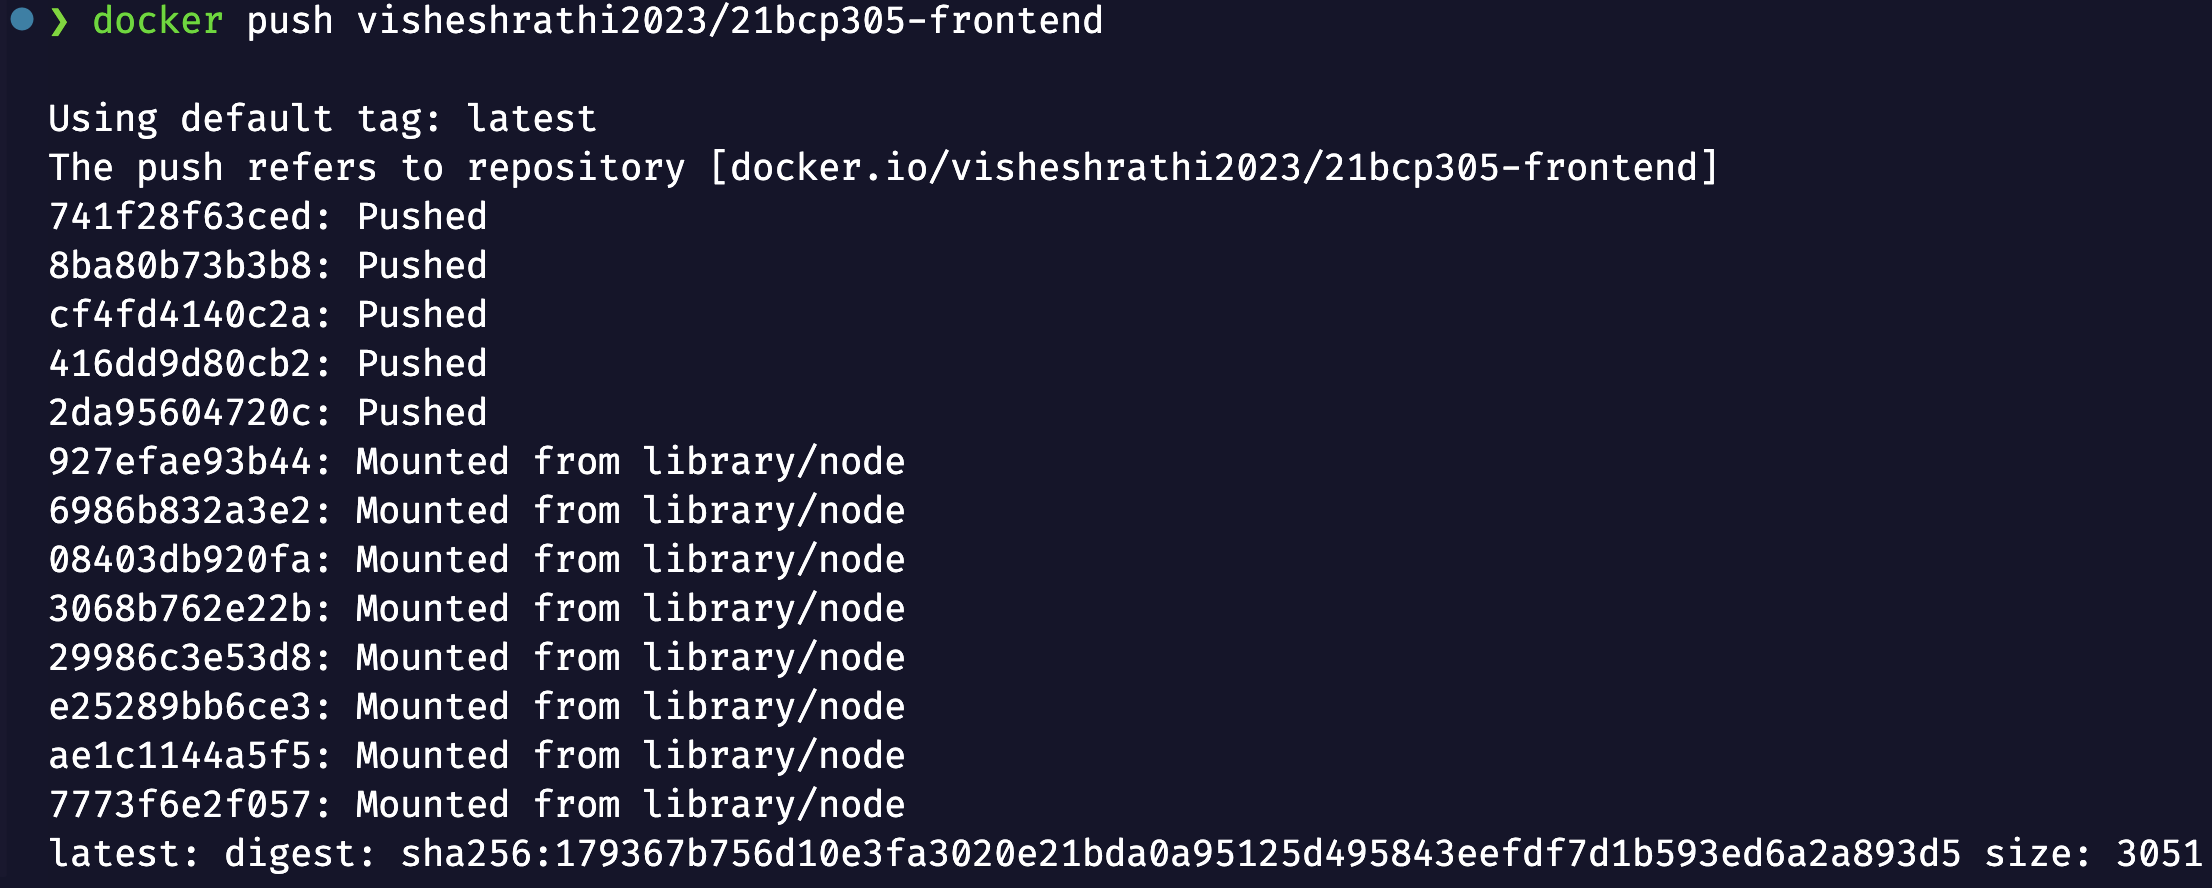 ❯ docker push visheshrathi2023/21bcp305-frontend
Using default tag: latest
The push refers to repository [docker.io/visheshrathi2023/21bcp305-frontend]
741f28f63ced: Pushed
8ba80b73b3b8: Pushed
cf4fd4140c2a: Pushed
416dd9d80cb2: Pushed
2da95604720c: Pushed
927efae93b44: Mounted from library/node
6986b832a3e2: Mounted from library/node
08403db920fa: Mounted from library/node
3068b762e22b: Mounted from library/node
29986c3e53d8: Mounted from library/node
e25289bb6ce3: Mounted from library/node
ae1c1144a5f5: Mounted from library/node
7773f6e2f057: Mounted from library/node
latest: digest: sha256:179367b756d10e3fa3020e21bda0a95125d495843eefdf7d1b593ed6a2a893d5 size: 3051